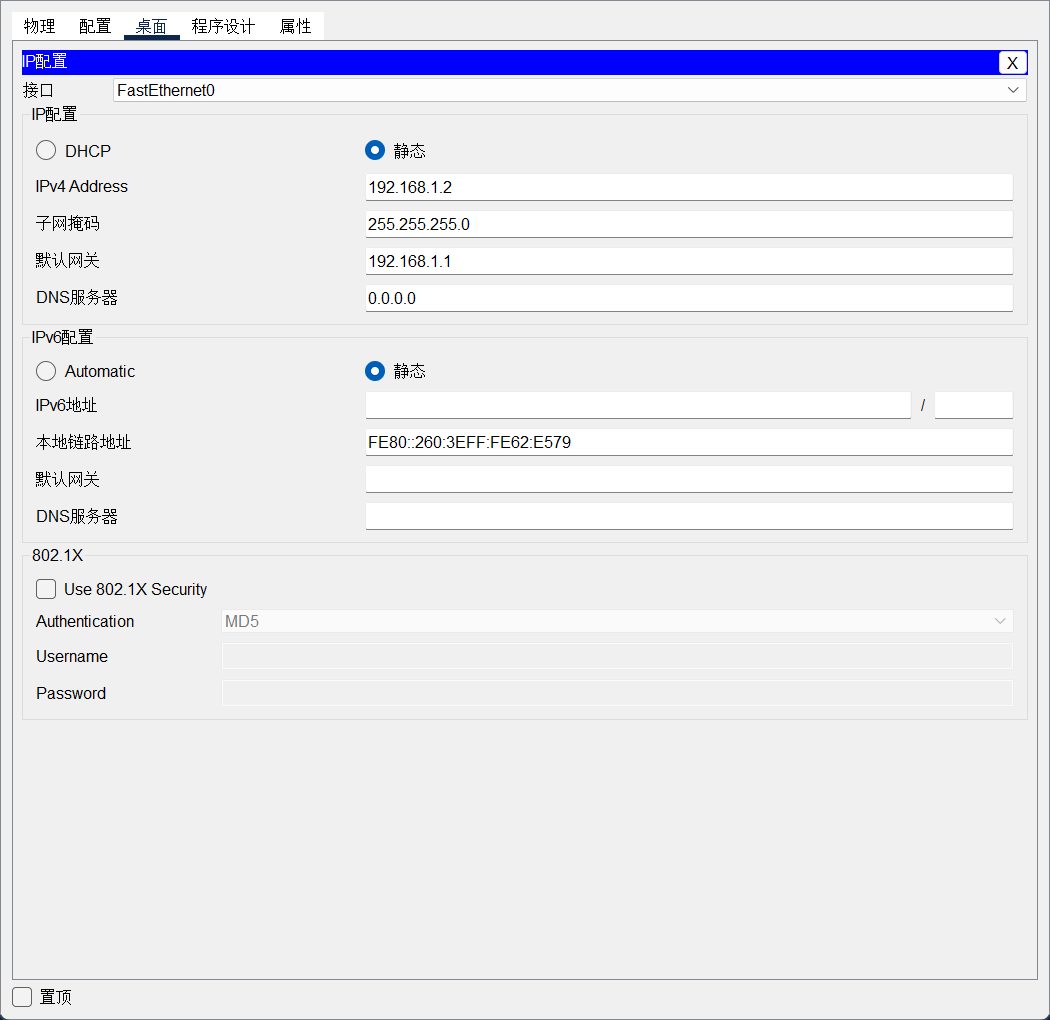 物理 配置 桌面 程序设计 属性
IP配置 X
接口 FastEthernet0
IP配置
DHCP 静态
IPv4 Address 192.168.1.2
子网掩码 255.255.255.0
默认网关 192.168.1.1
DNS服务器 0.0.0.0
IPv6配置
Automatic 静态
IPv6地址 /
本地链路地址 FE80::260:3EFF:FE62:E579
默认网关
DNS服务器
802.1X
Use 802.1X Security
Authentication MD5
Username
Password
置顶